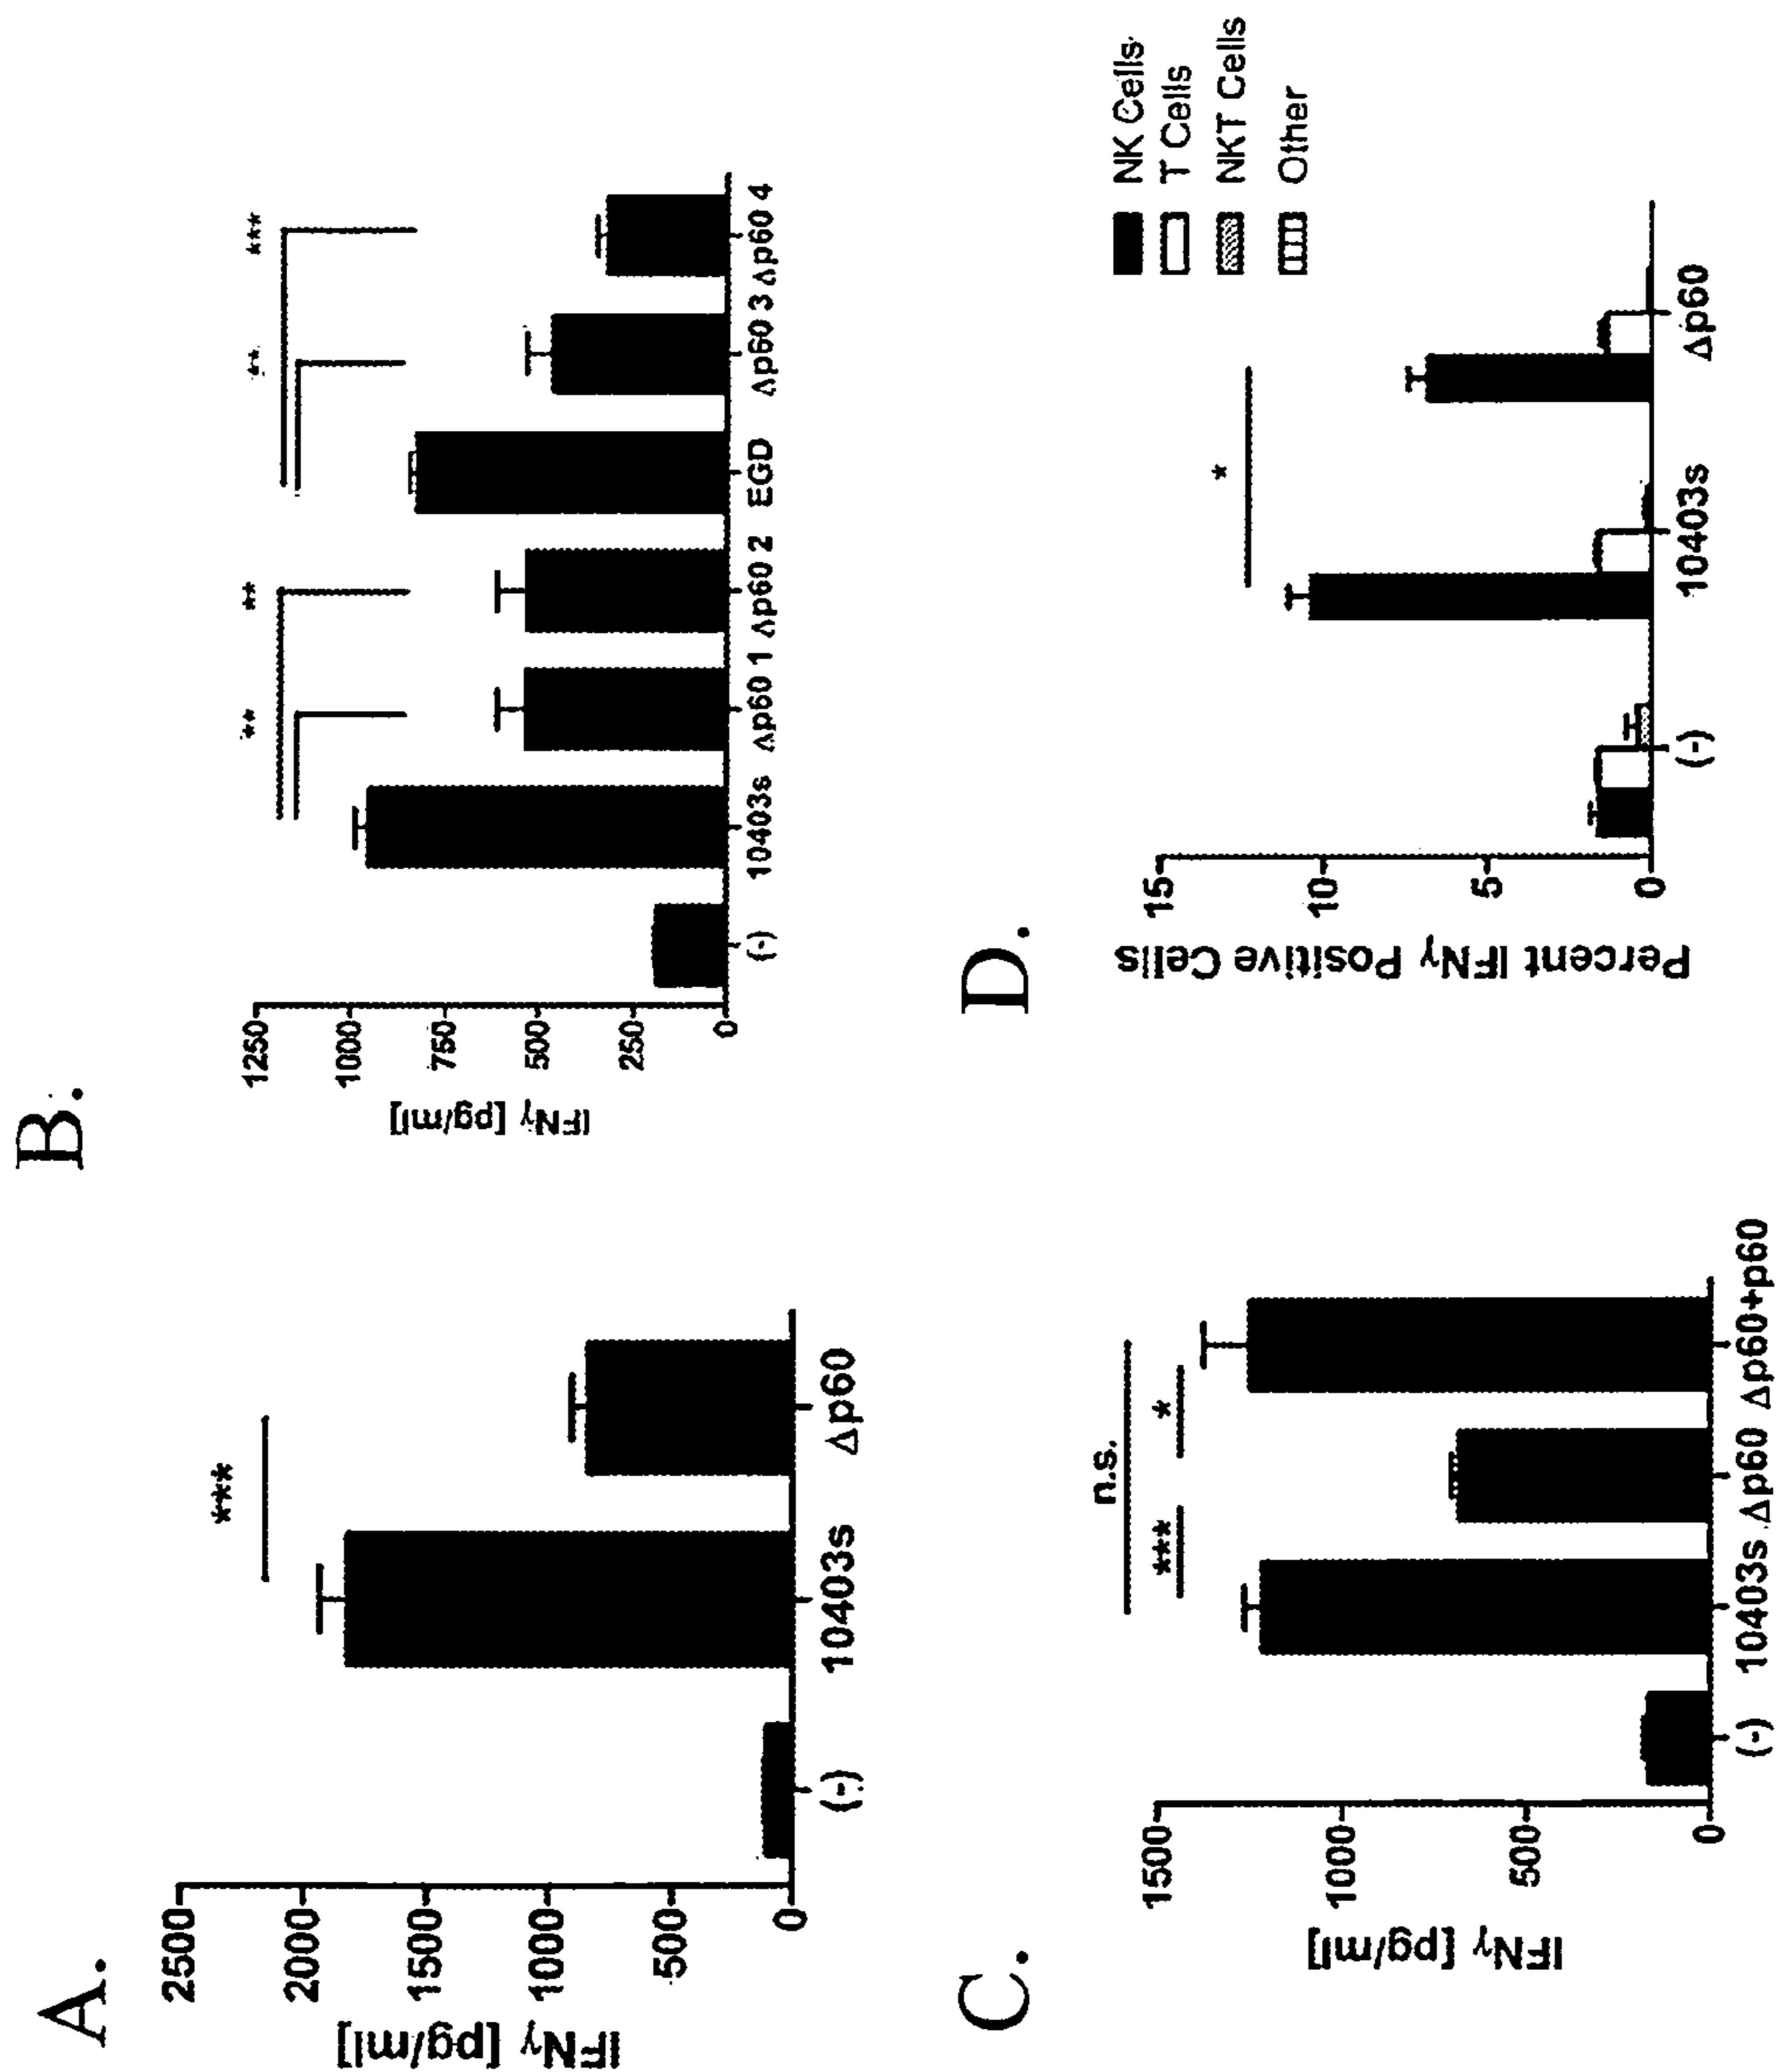 A.
IFNγ [pg/ml]
2500
2000
1500
1000
500
0
***
(-) 10403s Δp60
B.
IFNγ [pg/ml]
1250
1000
750
500
250
0
** ** ** ***
(-) 10403s Δp60 1 Δp60 2 EGD Δp60 3 Δp60 4
C.
IFNγ [pg/ml]
1500
1000
500
0
n.s.
*** *
(-) 10403s Δp60 Δp60+p60
D.
Percent IFNγ Positive Cells
15
10
5
0
*
(-) 10403s Δp60
NK Cells
T Cells
NKT Cells
Other